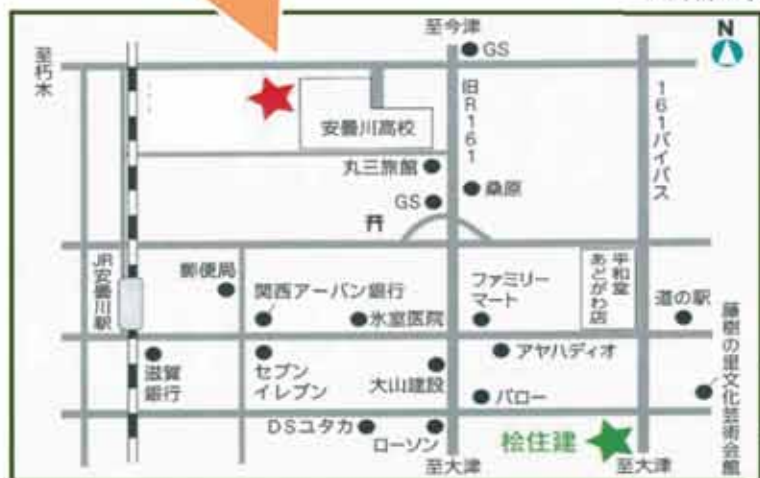 至今津
GS
N
至朽木
旧R161
161バイパス
安曇川高校
丸三旅館
桑原
GS
JR安曇川駅
郵便局
関西アーバン銀行
氷室医院
ファミリー
マート
平和堂
あどがわ店
道の駅
藤樹の里文化芸術会館
滋賀
銀行
セブン
イレブン
大山建設
アヤハディオ
バロー
DSユタカ
ローソン
桧住建
至大津
至大津